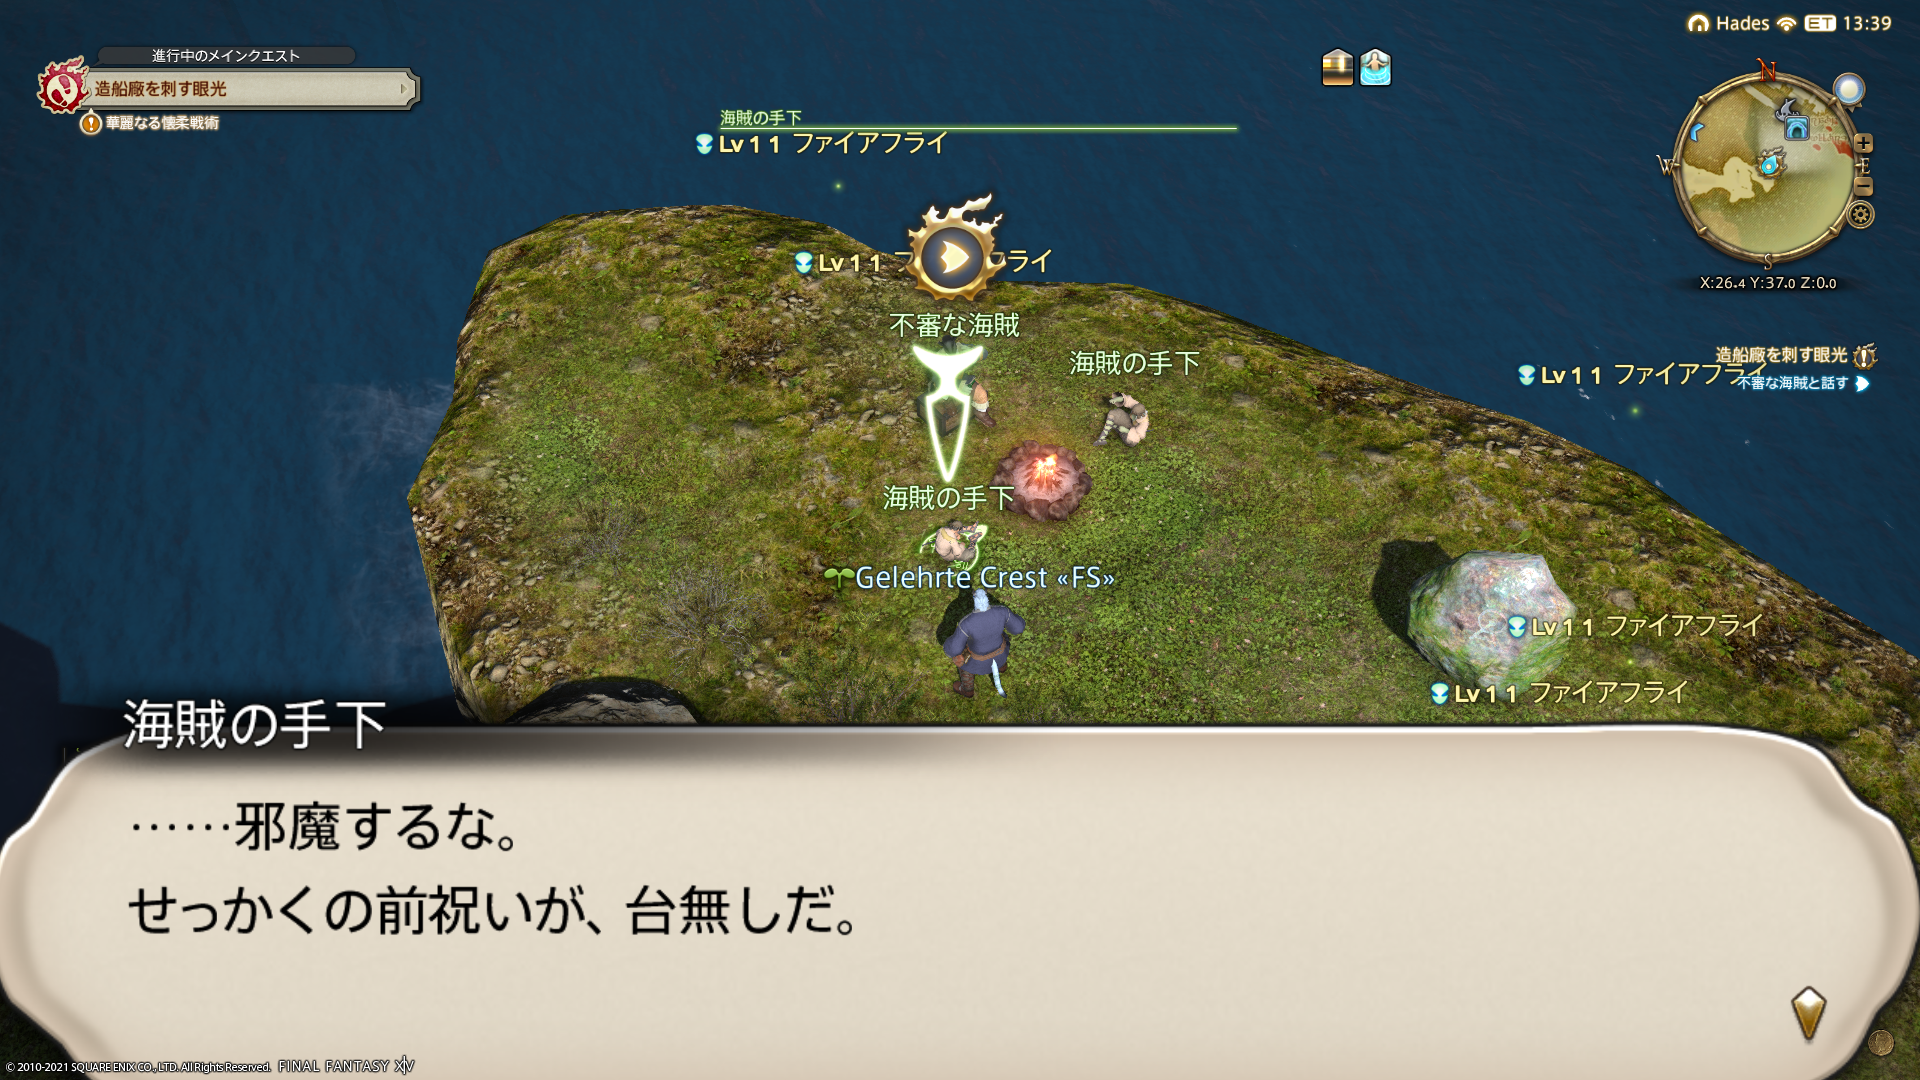 Hades ET 13:39
進行中のメインクエスト
造船廠を刺す眼光
華麗なる懐柔戦術
海賊の手下
Lv11 ファイアフライ
N
W
E
S
X:26.4 Y:37.0 Z:0.0
Lv11 ファイアフライ
不審な海賊
海賊の手下
造船廠を刺す眼光
Lv11 ファイアフライ
不審な海賊と話す
海賊の手下
Gelehrte Crest «FS»
Lv11 ファイアフライ
Lv11 ファイアフライ
海賊の手下
……邪魔するな。
せっかくの前祝いが、台無しだ。
© 2010-2021 SQUARE ENIX CO., LTD. All Rights Reserved. FINAL FANTASY XIV